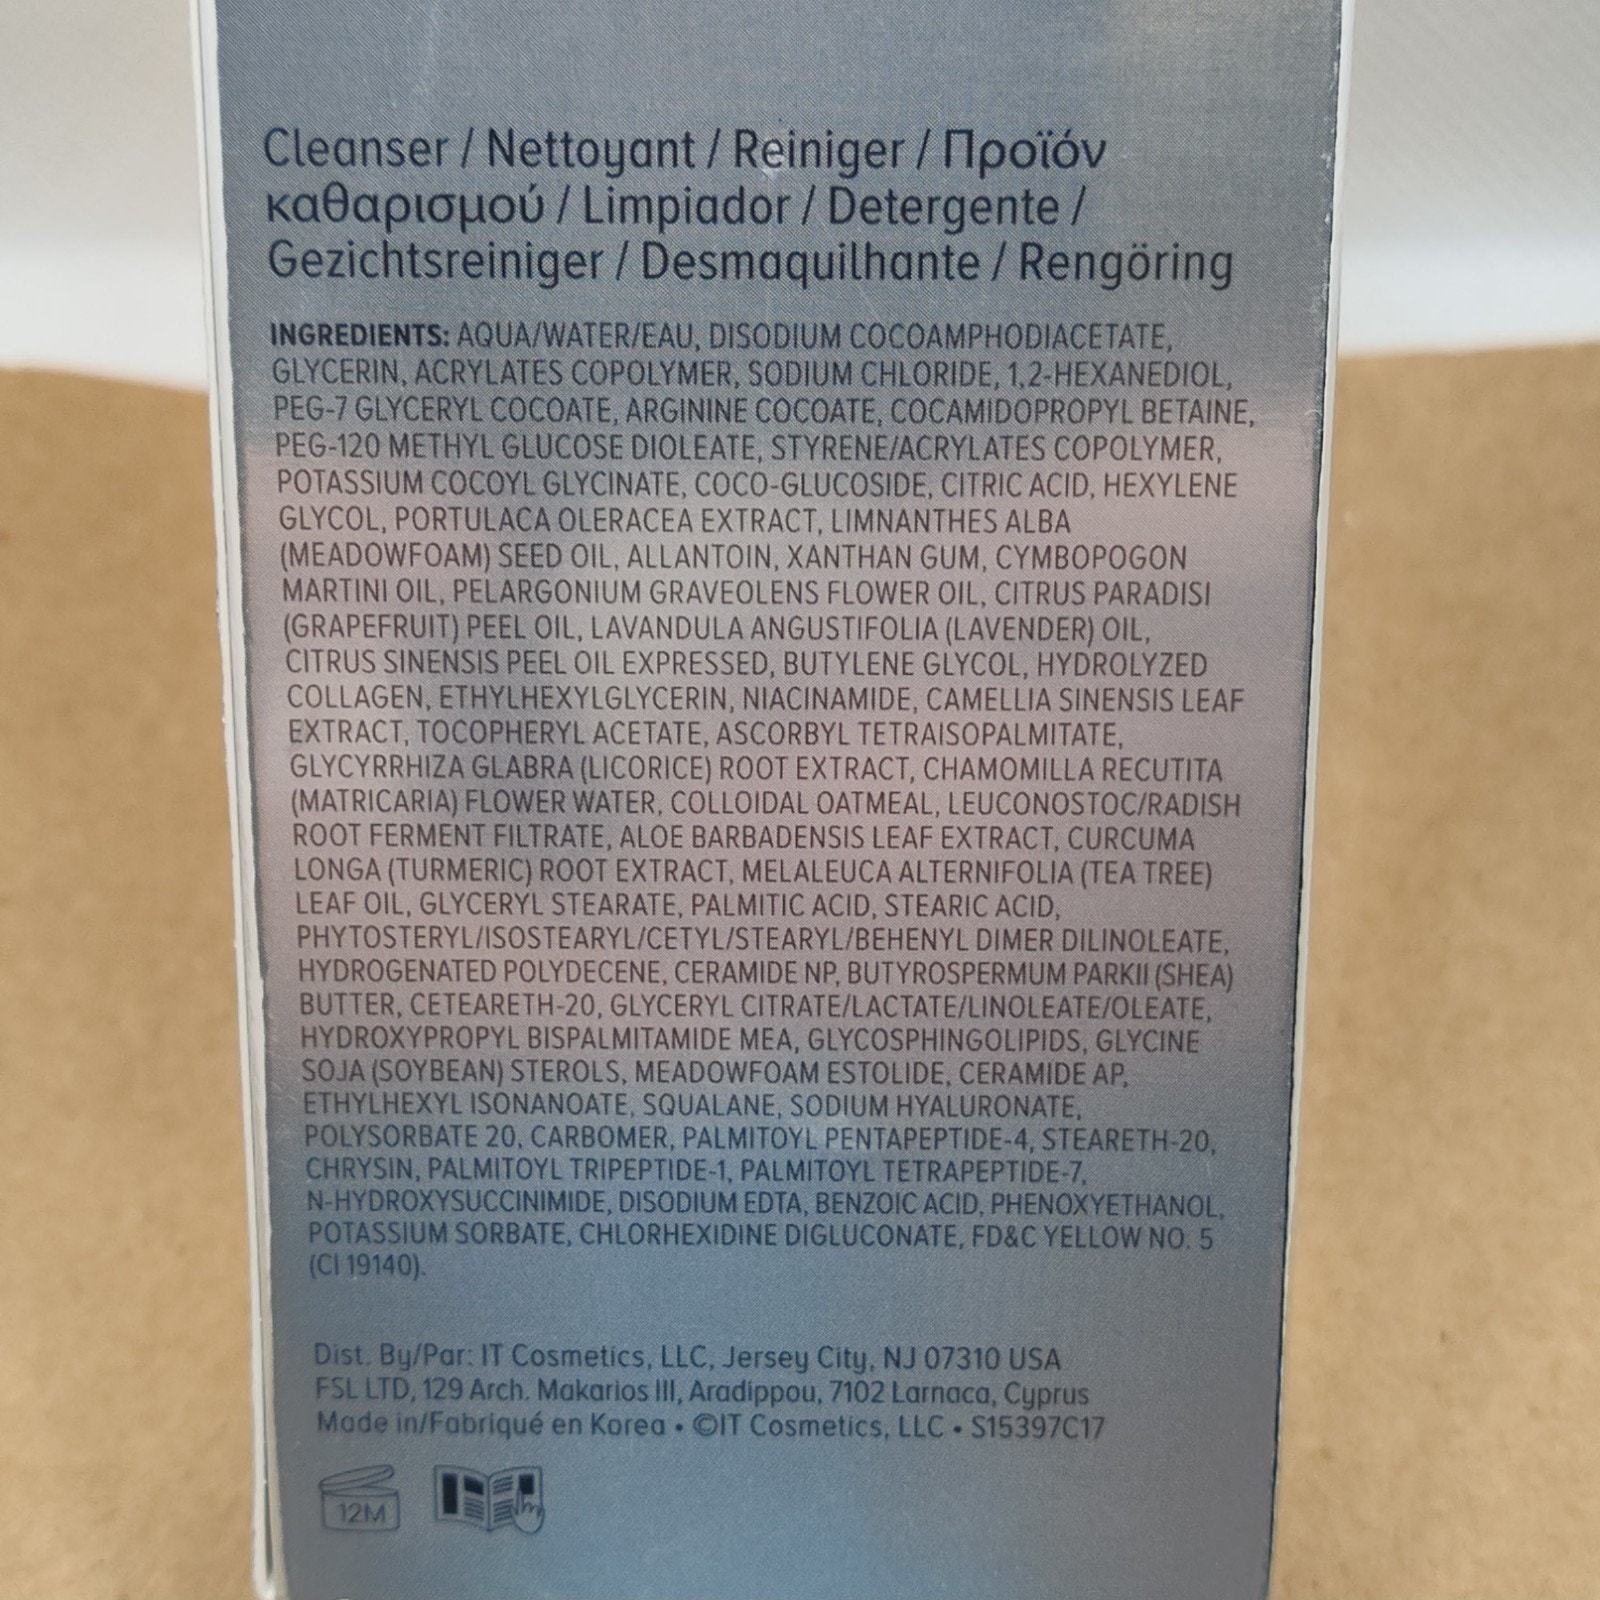 Cleanser / Nettoyant / Reiniger / Προϊόν
καθαρισμού / Limpiador / Detergente /
Gezichtsreiniger / Desmaquilhante / Rengöring
INGREDIENTS: AQUA/WATER/EAU, DISODIUM COCOAMPHODIACETATE,
GLYCERIN, ACRYLATES COPOLYMER, SODIUM CHLORIDE, 1,2-HEXANEDIOL,
PEG-7 GLYCERYL COCOATE, ARGININE COCOATE, COCAMIDOPROPYL BETAINE,
PEG-120 METHYL GLUCOSE DIOLEATE, STYRENE/ACRYLATES COPOLYMER,
POTASSIUM COCOYL GLYCINATE, COCO-GLUCOSIDE, CITRIC ACID, HEXYLENE
GLYCOL, PORTULACA OLERACEA EXTRACT, LIMNANTHES ALBA
(MEADOWFOAM) SEED OIL, ALLANTOIN, XANTHAN GUM, CYMBOPOGON
MARTINI OIL, PELARGONIUM GRAVEOLENS FLOWER OIL, CITRUS PARADISI
(GRAPEFRUIT) PEEL OIL, LAVANDULA ANGUSTIFOLIA (LAVENDER) OIL,
CITRUS SINENSIS PEEL OIL EXPRESSED, BUTYLENE GLYCOL, HYDROLYZED
COLLAGEN, ETHYLHEXYLGLYCERIN, NIACINAMIDE, CAMELLIA SINENSIS LEAF
EXTRACT, TOCOPHERYL ACETATE, ASCORBYL TETRAISOPALMITATE,
GLYCYRRHIZA GLABRA (LICORICE) ROOT EXTRACT, CHAMOMILLA RECUTITA
(MATRICARIA) FLOWER WATER, COLLOIDAL OATMEAL, LEUCONOSTOC/RADISH
ROOT FERMENT FILTRATE, ALOE BARBADENSIS LEAF EXTRACT, CURCUMA
LONGA (TURMERIC) ROOT EXTRACT, MELALEUCA ALTERNIFOLIA (TEA TREE)
LEAF OIL, GLYCERYL STEARATE, PALMITIC ACID, STEARIC ACID,
PHYTOSTERYL/ISOSTEARYL/CETYL/STEARYL/BEHENYL DIMER DILINOLEATE,
HYDROGENATED POLYDECENE, CERAMIDE NP, BUTYROSPERMUM PARKII (SHEA)
BUTTER, CETEARETH-20, GLYCERYL CITRATE/LACTATE/LINOLEATE/OLEATE,
HYDROXYPROPYL BISPALMITAMIDE MEA, GLYCOSPHINGOLIPIDS, GLYCINE
SOJA (SOYBEAN) STEROLS, MEADOWFOAM ESTOLIDE, CERAMIDE AP,
ETHYLHEXYL ISONANOATE, SQUALANE, SODIUM HYALURONATE,
POLYSORBATE 20, CARBOMER, PALMITOYL PENTAPEPTIDE-4, STEARETH-20,
CHRYSIN, PALMITOYL TRIPEPTIDE-1, PALMITOYL TETRAPEPTIDE-7,
N-HYDROXYSUCCINIMIDE, DISODIUM EDTA, BENZOIC ACID, PHENOXYETHANOL,
POTASSIUM SORBATE, CHLORHEXIDINE DIGLUCONATE, FD&C YELLOW NO. 5
(CI 19140).
Dist. By/Par: IT Cosmetics, LLC, Jersey City, NJ 07310 USA
FSL LTD, 129 Arch. Makarios III, Aradippou, 7102 Larnaca, Cyprus
Made in/Fabriqué en Korea • ©IT Cosmetics, LLC • S15397C17
12M